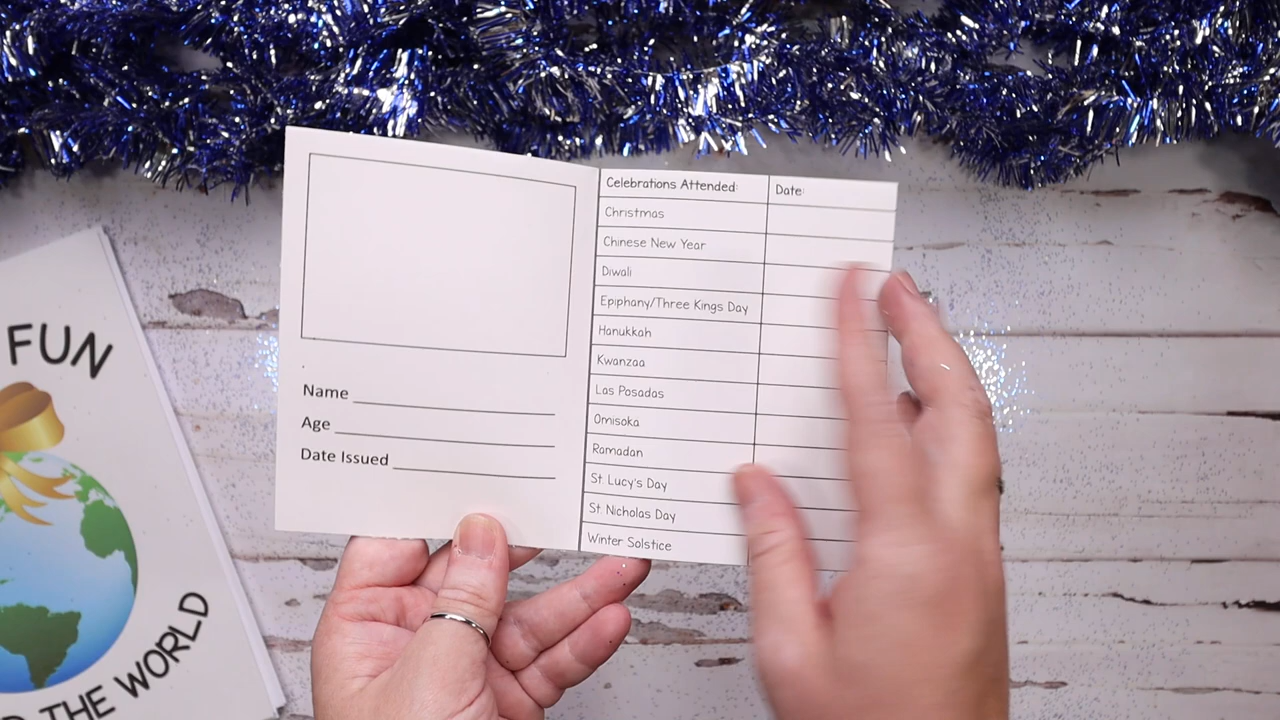 FUN
THE WORLD
Name
Age
Date Issued
Celebrations Attended: Date:
Christmas
Chinese New Year
Diwali
Epiphany/Three Kings Day
Hanukkah
Kwanzaa
Las Posadas
Omisoka
Ramadan
St. Lucy's Day
St. Nicholas Day
Winter Solstice